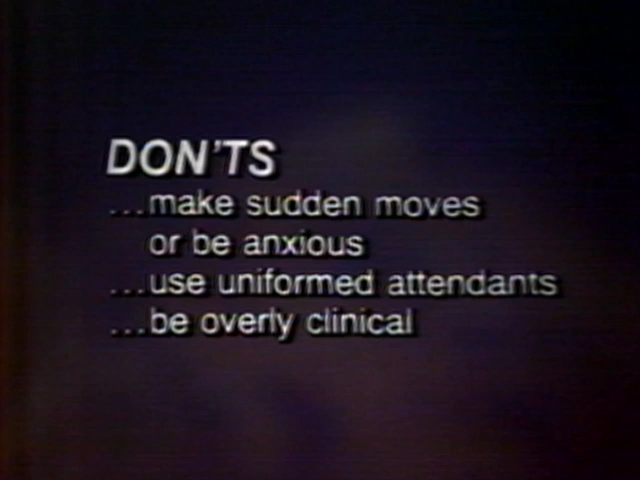 DON'TS
...make sudden moves
or be anxious
...use uniformed attendants
...be overly clinical